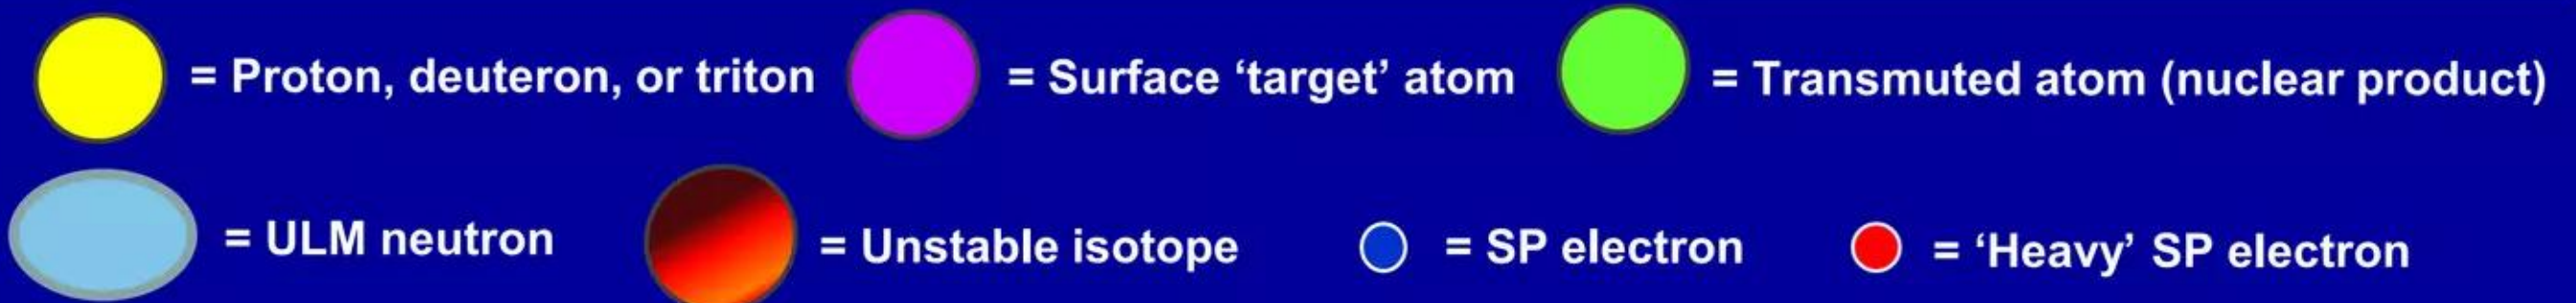 = Proton, deuteron, or triton = Surface ‘target’ atom = Transmuted atom (nuclear product)
= ULM neutron = Unstable isotope = SP electron = ‘Heavy’ SP electron